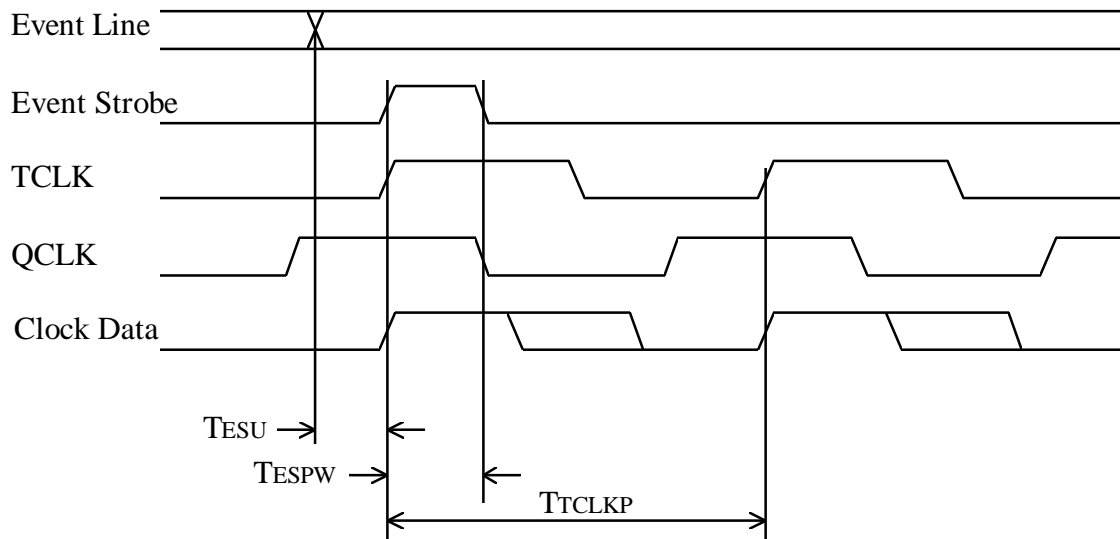 Event Line
Event Strobe
TCLK
QCLK
Clock Data
TESU
TESPW
TTCLKP